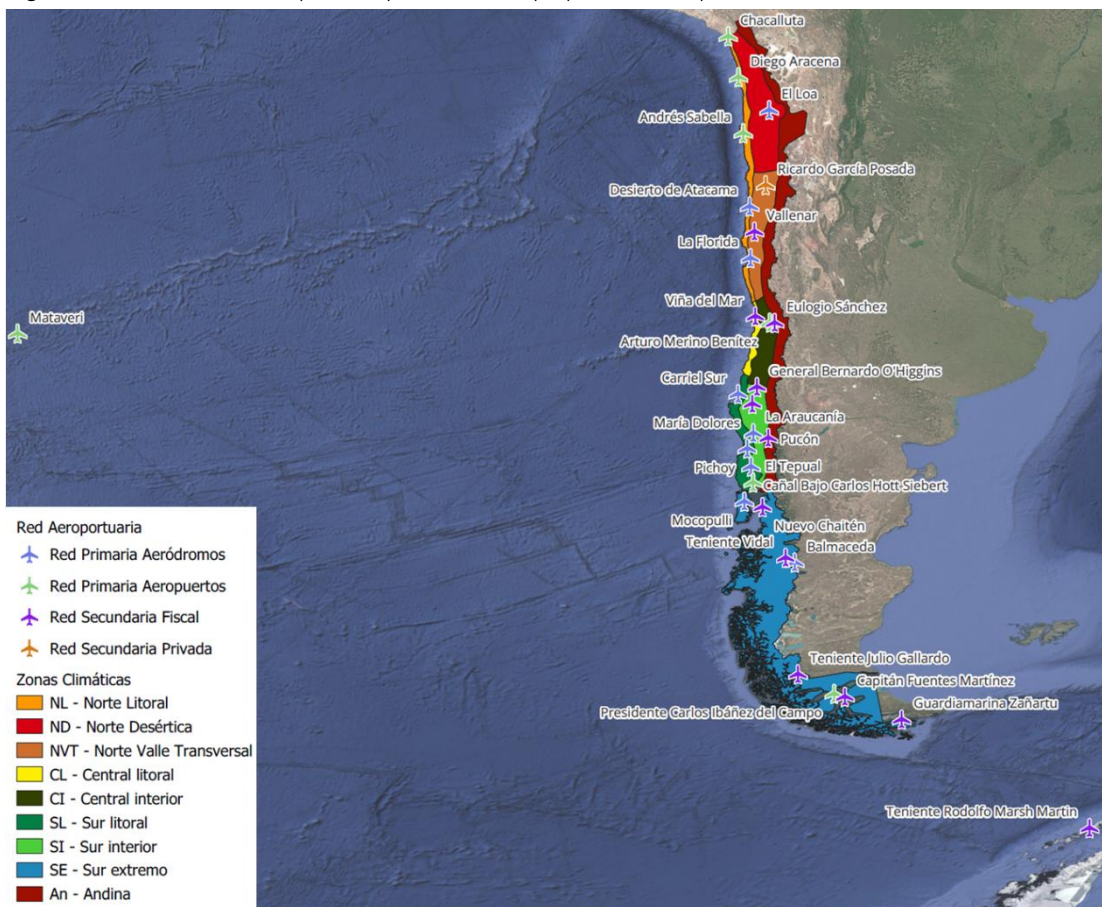 Chacalluta
Diego Aracena
El Loa
Andrés Sabella
Ricardo García Posada
Desierto de Atacama
Vallenar
La Florida
Viña del Mar
Eulogio Sánchez
Mataveri
Arturo Merino Benítez
General Bernardo O'Higgins
Carriel Sur
La Araucanía
María Dolores
Pucón
Pichoy
El Tepual
Cañal Bajo Carlos Hott Siebert
Mocopulli
Nuevo Chaitén
Teniente Vidal
Balmaceda
Teniente Julio Gallardo
Capitán Fuentes Martínez
Presidente Carlos Ibáñez del Campo
Guardiamarina Zañartu
Teniente Rodolfo Marsh Martin
Red Aeroportuaria
Red Primaria Aeródromos
Red Primaria Aeropuertos
Red Secundaria Fiscal
Red Secundaria Privada
Zonas Climáticas
NL - Norte Litoral
ND - Norte Desértica
NVT - Norte Valle Transversal
CL - Central litoral
CI - Central interior
SL - Sur litoral
SI - Sur interior
SE - Sur extremo
An - Andina